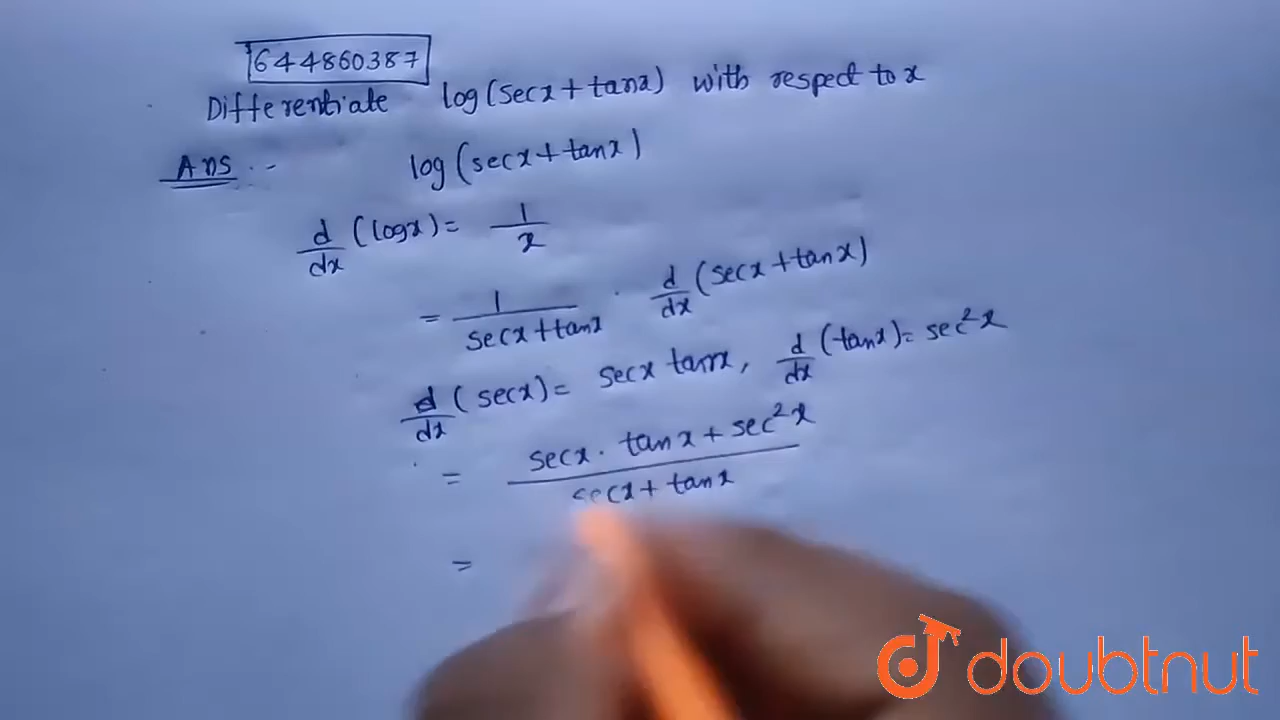 644860387
Differentiate log(secx+tanx) with respect to x
Ans :- log(secx+tanx)
d/dx (logx) = 1/x
= 1/(secx+tanx) · d/dx (secx+tanx)
d/dx (secx) = secx tanx, d/dx (tanx) = sec²x
= (secx · tanx + sec²x)/(secx + tanx)
=
doubtnut